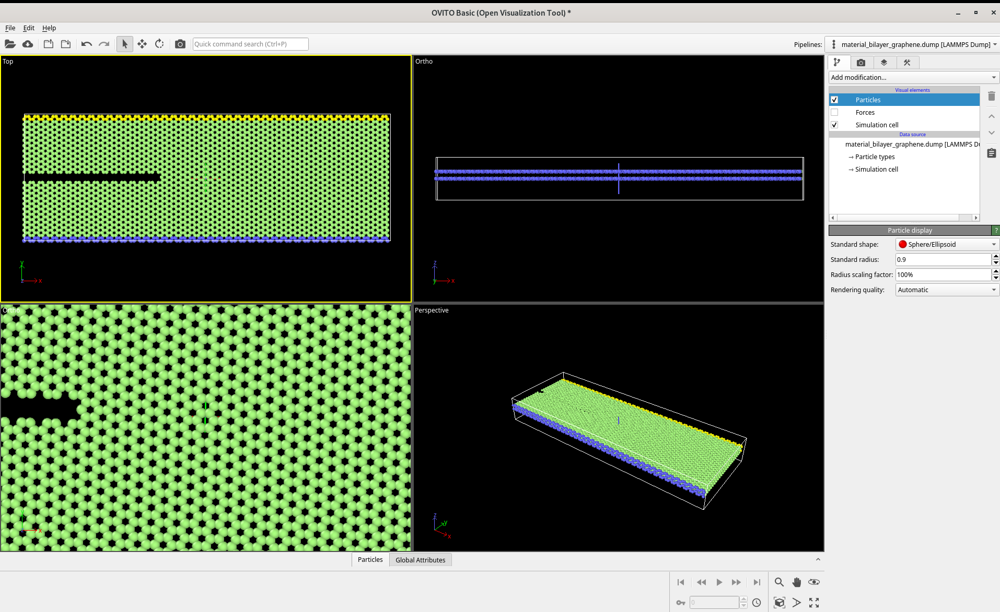 OVITO Basic (Open Visualization Tool) *
File Edit Help
Quick command search (Ctrl+P)
Pipelines: material_bilayer_graphene.dump [LAMMPS Dump]
Top
Ortho
Add modification...
Visual elements
Particles
Forces
Simulation cell
Data source
material_bilayer_graphene.dump [LAMMPS Du
→ Particle types
→ Simulation cell
Particle display ?
Standard shape: Sphere/Ellipsoid
Standard radius: 0.9
Radius scaling factor: 100%
Rendering quality: Automatic
y
z x
z
y x
Ortho
Perspective
x
z
y
x
Particles Global Attributes
0